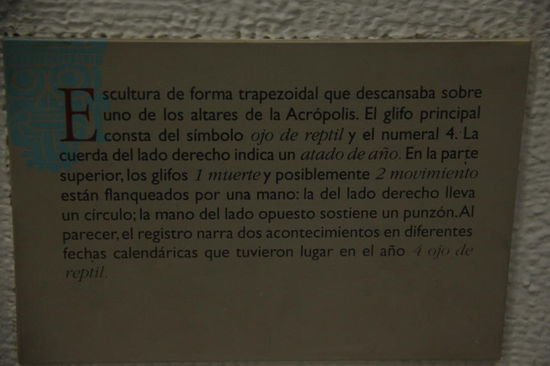 Escultura de forma trapezoidal que descansaba sobre
uno de los altares de la Acrópolis. El glifo principal
consta del símbolo ojo de reptil y el numeral 4. La
cuerda del lado derecho indica un atado de año. En la parte
superior, los glifos 1 muerte y posiblemente 2 movimiento
están flanqueados por una mano: la del lado derecho lleva
un círculo; la mano del lado opuesto sostiene un punzón. Al
parecer, el registro narra dos acontecimientos en diferentes
fechas calendáricas que tuvieron lugar en el año 4 ojo de
reptil.